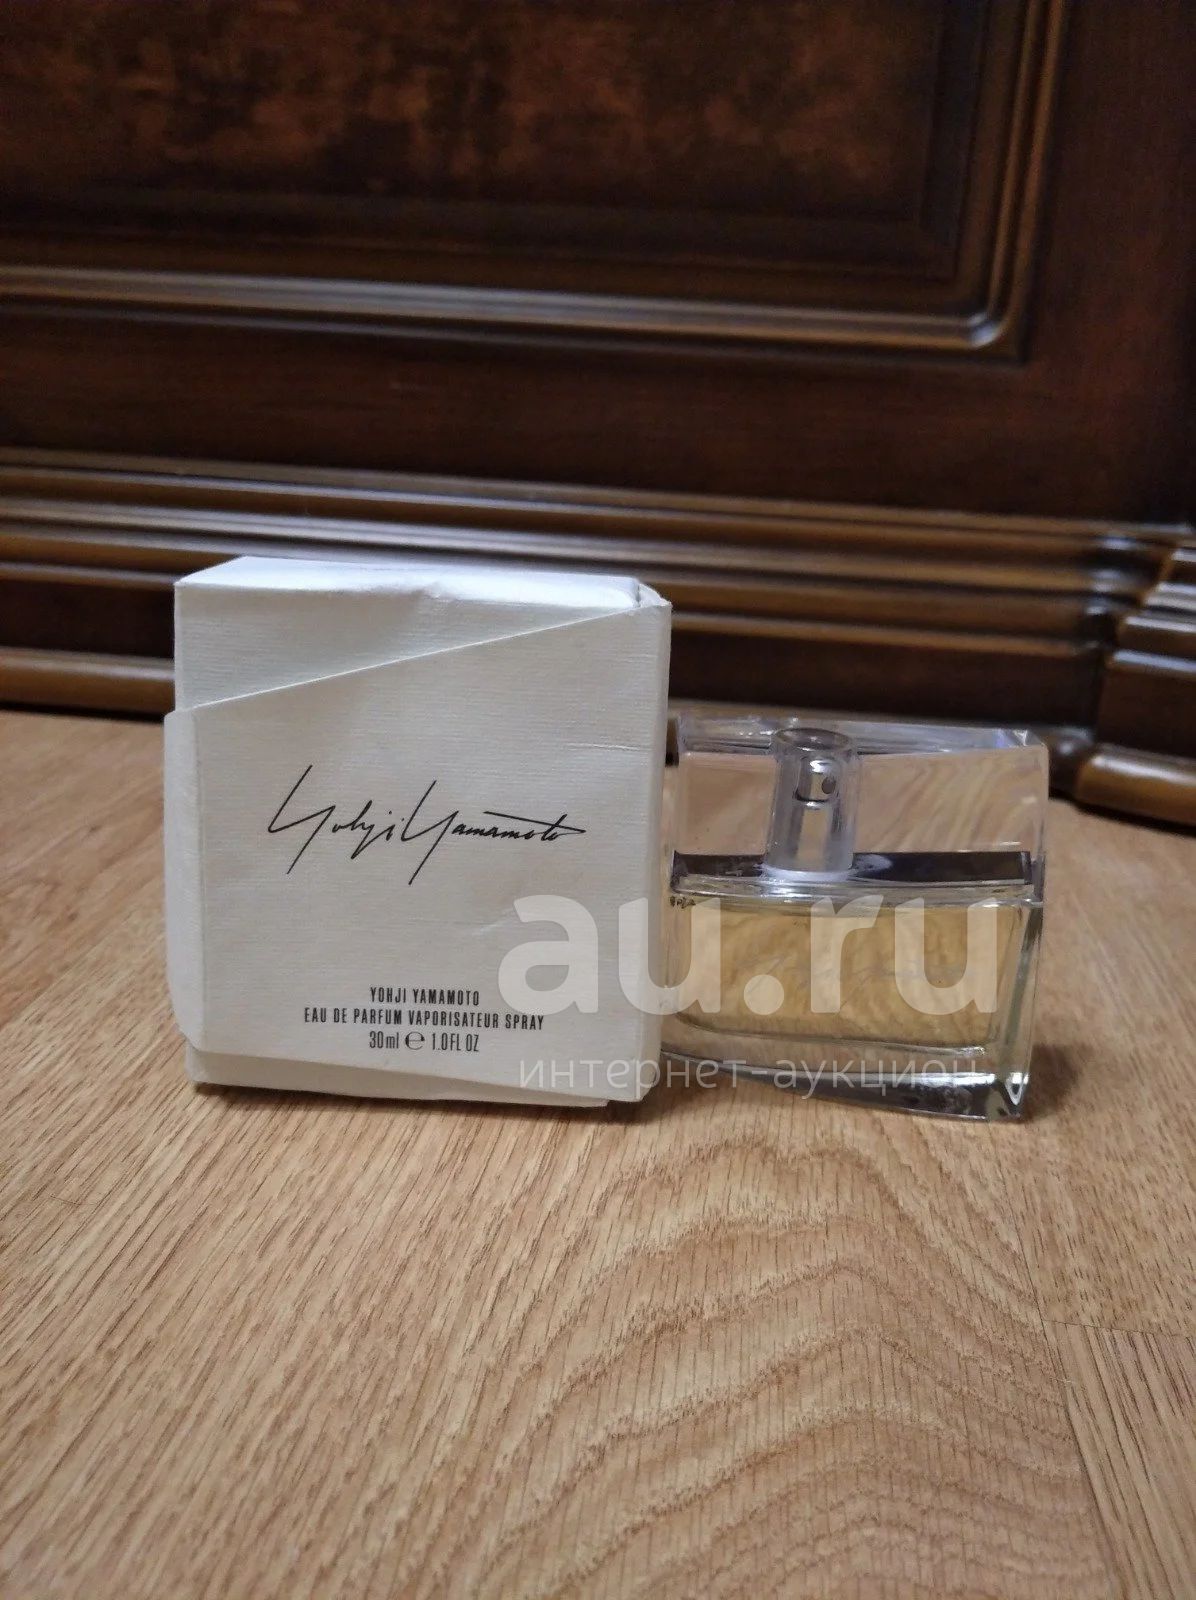 Yohji Yamamoto
YOHJI YAMAMOTO
EAU DE PARFUM VAPORISATEUR SPRAY
30ml ℮ 1.0FL OZ
au.ru
интернет-аукцион